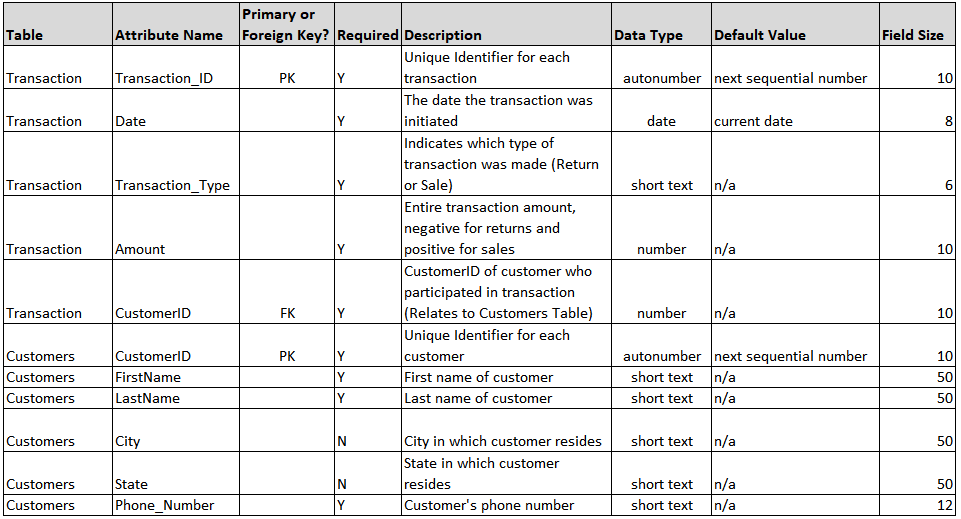 Table Attribute Name Primary or Foreign Key? Required Description Data Type Default Value Field Size
Transaction Transaction_ID PK Y Unique Identifier for each transaction autonumber next sequential number 10
Transaction Date Y The date the transaction was initiated date current date 8
Transaction Transaction_Type Y Indicates which type of transaction was made (Return or Sale) short text n/a 6
Transaction Amount Y Entire transaction amount, negative for returns and positive for sales number n/a 10
Transaction CustomerID FK Y CustomerID of customer who participated in transaction (Relates to Customers Table) number n/a 10
Customers CustomerID PK Y Unique Identifier for each customer autonumber next sequential number 10
Customers FirstName Y First name of customer short text n/a 50
Customers LastName Y Last name of customer short text n/a 50
Customers City N City in which customer resides short text n/a 50
Customers State N State in which customer resides short text n/a 50
Customers Phone_Number Y Customer's phone number short text n/a 12